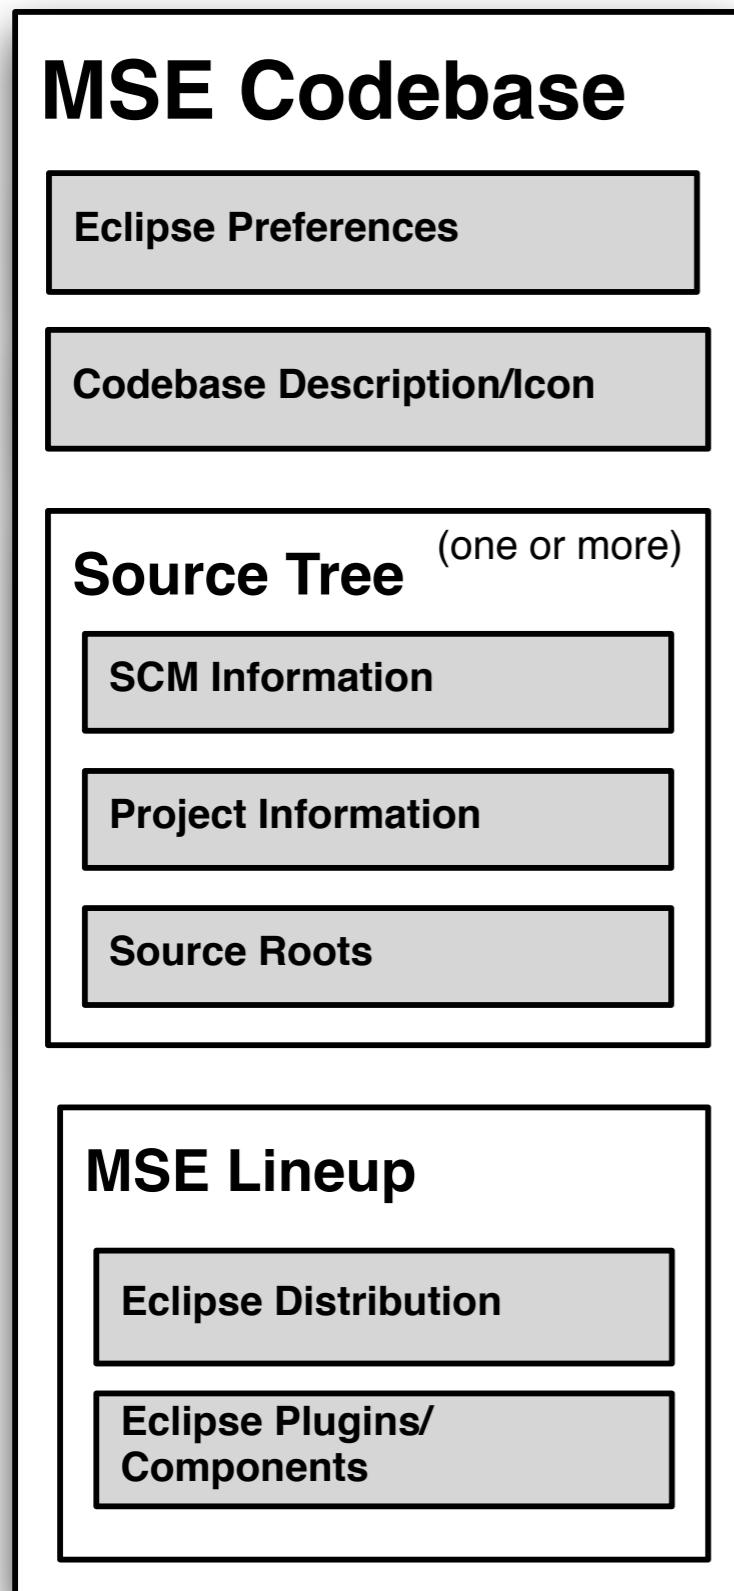 MSE Codebase
Eclipse Preferences
Codebase Description/Icon
(one or more)
Source Tree
SCM Information
Project Information
Source Roots
MSE Lineup
Eclipse Distribution
Eclipse Plugins/
Components